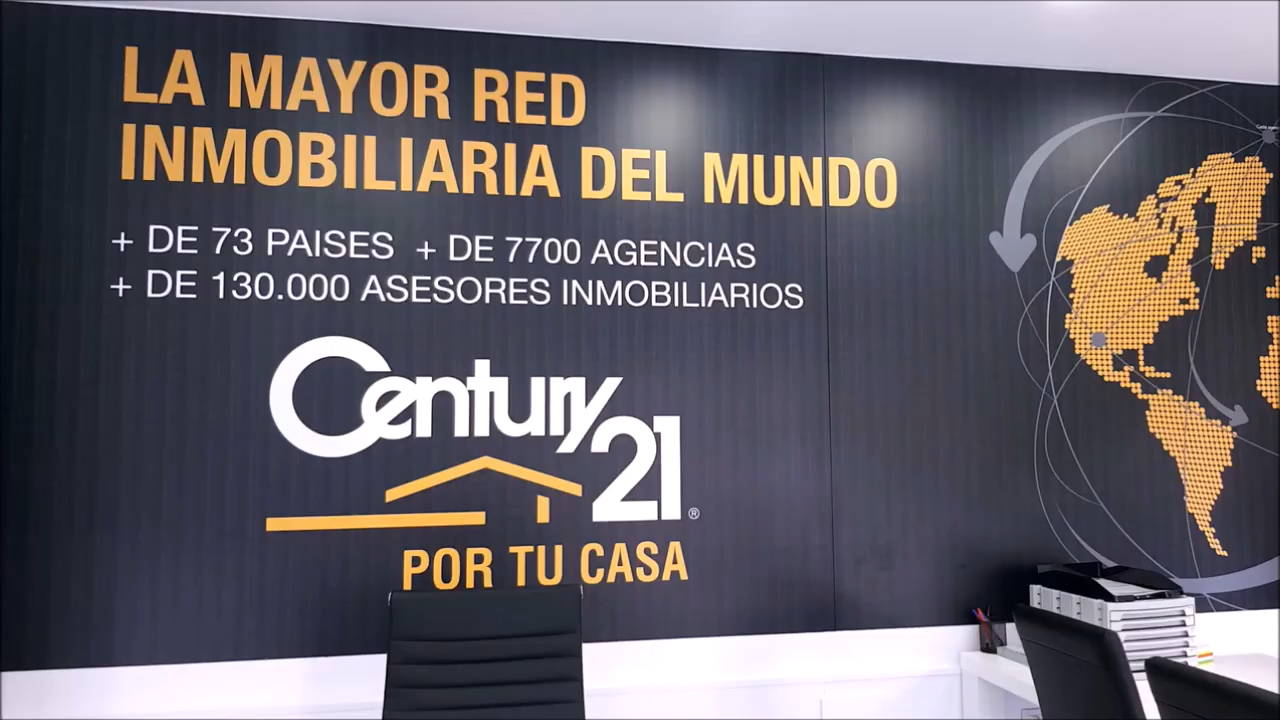 LA MAYOR RED
INMOBILIARIA DEL MUNDO
+ DE 73 PAISES + DE 7700 AGENCIAS
+ DE 130.000 ASESORES INMOBILIARIOS
Century
21®
POR TU CASA